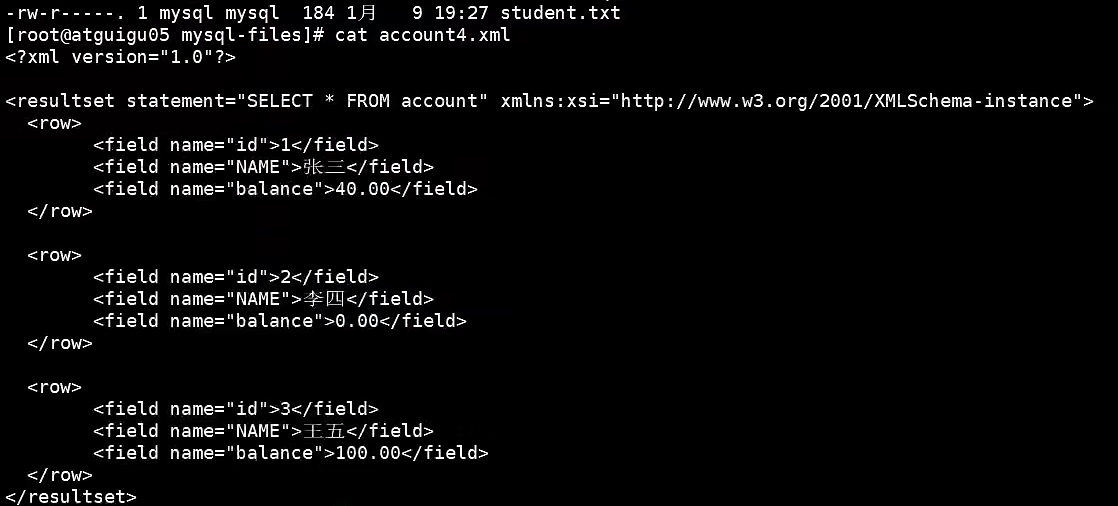 -rw-r-----. 1 mysql mysql  184 1月   9 19:27 student.txt
[root@atguigu05 mysql-files]# cat account4.xml
<?xml version="1.0"?>

<resultset statement="SELECT * FROM account" xmlns:xsi="http://www.w3.org/2001/XMLSchema-instance">
  <row>
        <field name="id">1</field>
        <field name="NAME">张三</field>
        <field name="balance">40.00</field>
  </row>

  <row>
        <field name="id">2</field>
        <field name="NAME">李四</field>
        <field name="balance">0.00</field>
  </row>

  <row>
        <field name="id">3</field>
        <field name="NAME">王五</field>
        <field name="balance">100.00</field>
  </row>
</resultset>